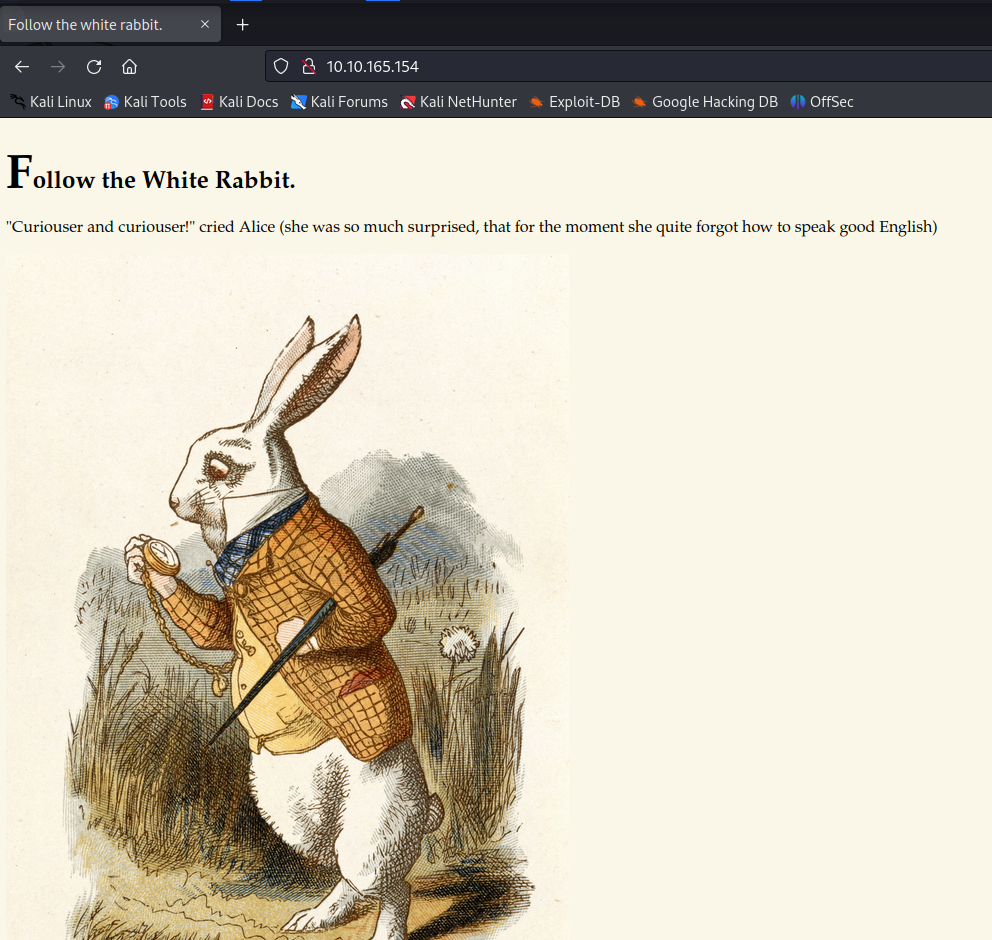 Follow the white rabbit.
10.10.165.154
Kali Linux Kali Tools Kali Docs Kali Forums Kali NetHunter Exploit-DB Google Hacking DB OffSec
Follow the White Rabbit.
"Curiouser and curiouser!" cried Alice (she was so much surprised, that for the moment she quite forgot how to speak good English)